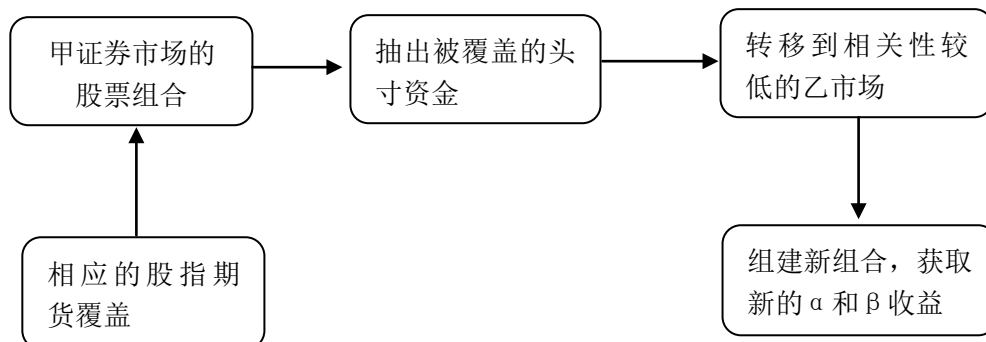 甲证券市场的
股票组合
抽出被覆盖的头
寸资金
转移到相关性较
低的乙市场
相应的股指期
货覆盖
组建新组合，获取
新的α和β收益